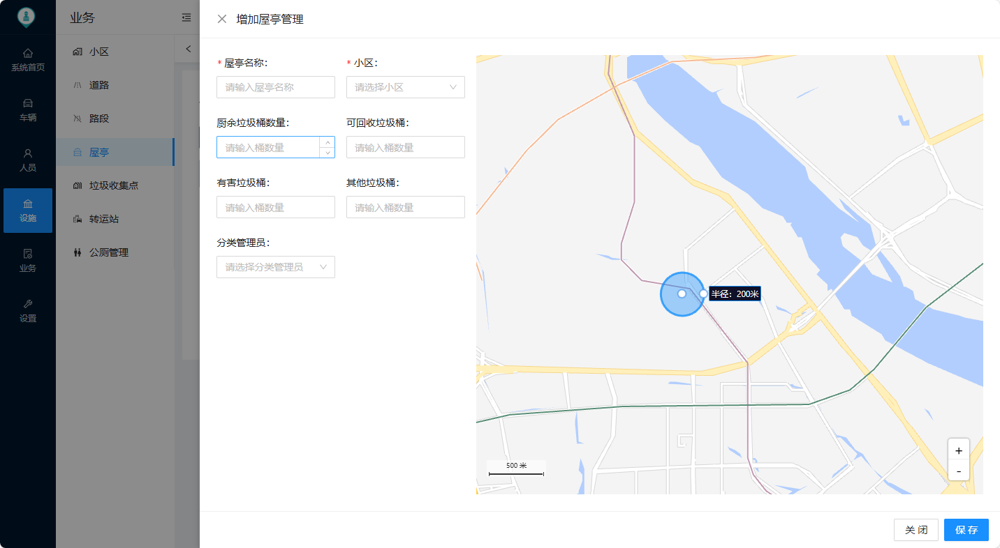 系统首页
车辆
人员
设施
业务
设置
业务
小区
道路
路段
屋亭
垃圾收集点
转运站
公厕管理
增加屋亭管理
* 屋亭名称:
* 小区:
请输入屋亭名称
请选择小区
厨余垃圾桶数量:
可回收垃圾桶:
请输入桶数量
请输入桶数量
有害垃圾桶:
其他垃圾桶:
请输入桶数量
请输入桶数量
分类管理员:
请选择分类管理员
半径：200米
500 米
+
-
关 闭
保 存